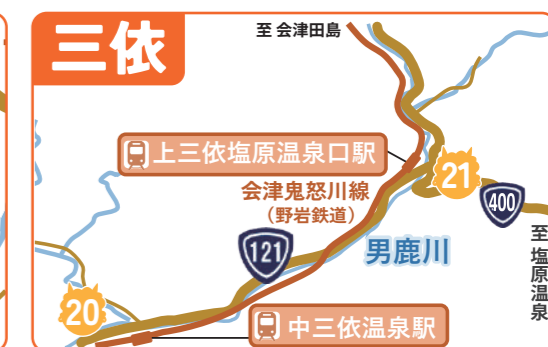 三依
至 会津田島
上三依塩原温泉口駅
21
会津鬼怒川線
(野岩鉄道)
400
121
男鹿川
至 塩原温泉
20
中三依温泉駅